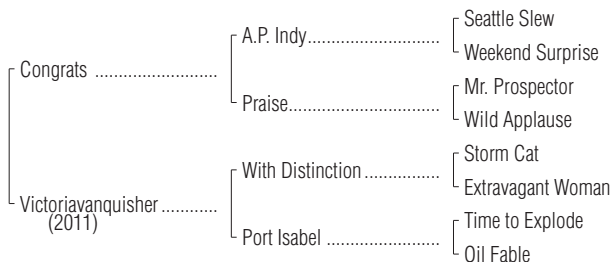 Seattle Slew
A.P. Indy........................................
Weekend Surprise
Congrats .....................................
Mr. Prospector
Praise..............................................
Wild Applause
Storm Cat
With Distinction.......................
Extravagant Woman
Victoriavanquisher.................
(2011)
Time to Explode
Port Isabel ..................................
Oil Fable